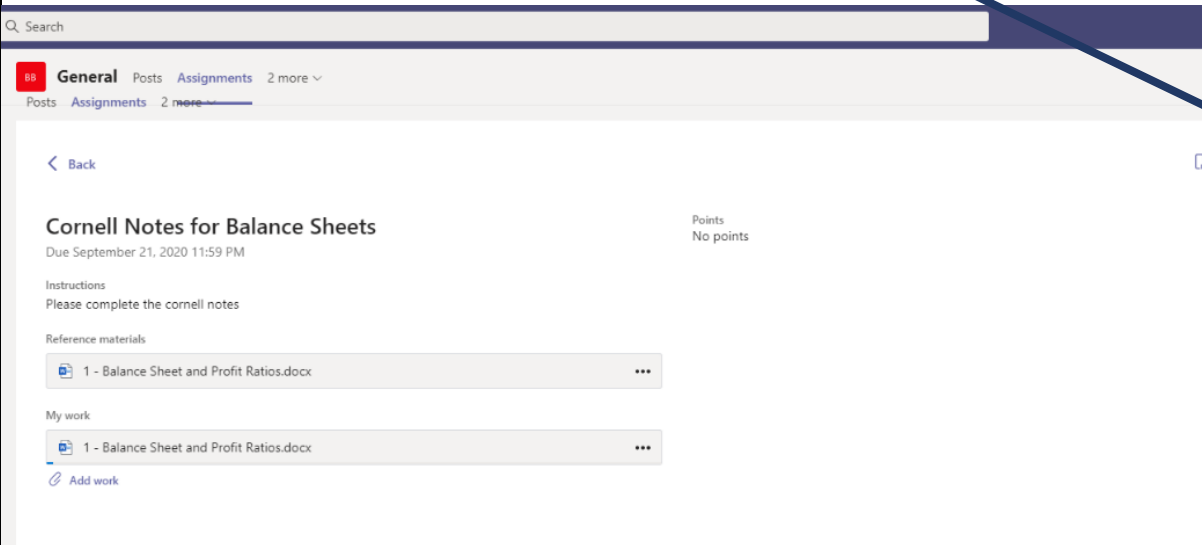 Search
BB General Posts Assignments 2 more
Posts Assignments 2 more
Back
Cornell Notes for Balance Sheets
Due September 21, 2020 11:59 PM
Points
No points
Instructions
Please complete the cornell notes
Reference materials
1 - Balance Sheet and Profit Ratios.docx
My work
1 - Balance Sheet and Profit Ratios.docx
Add work